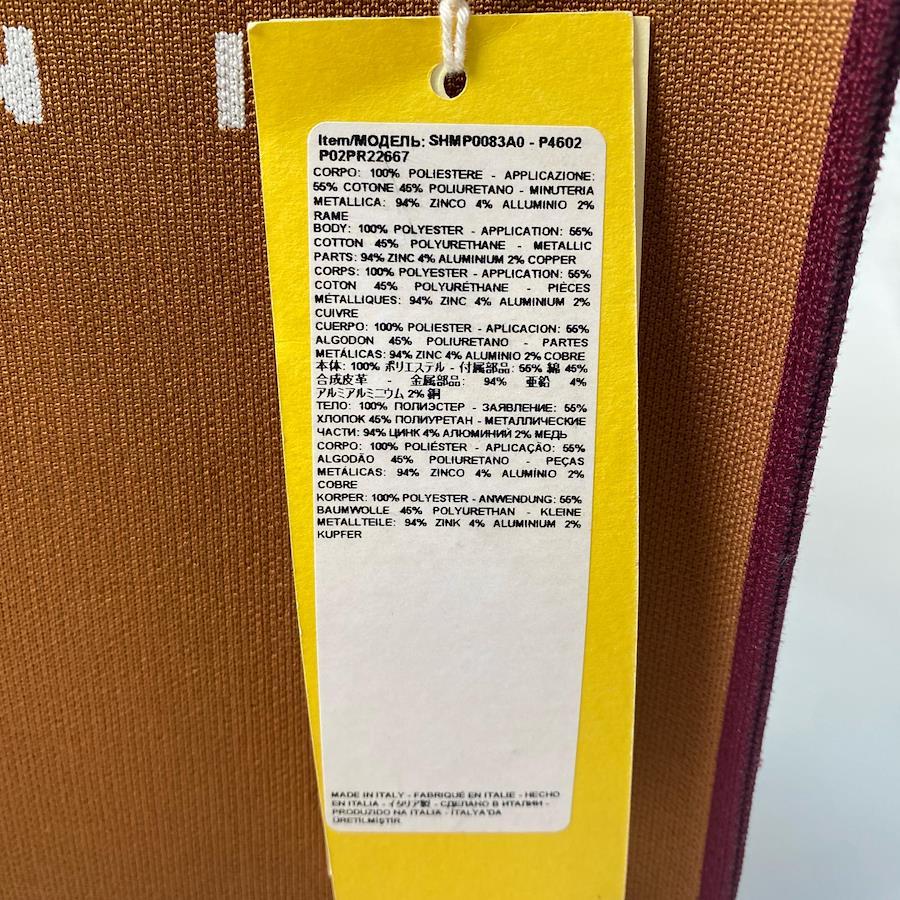 Item/МОДЕЛЬ: SHMP0083A0 - P4602
P02PR22667
CORPO: 100% POLIESTERE - APPLICAZIONE:
55% COTONE 45% POLIURETANO - MINUTERIA
METALLICA: 94% ZINCO 4% ALLUMINIO 2%
RAME
BODY: 100% POLYESTER - APPLICATION: 55%
COTTON 45% POLYURETHANE - METALLIC
PARTS: 94% ZINC 4% ALUMINIUM 2% COPPER
CORPS: 100% POLYESTER - APPLICATION: 55%
COTON 45% POLYURÉTHANE - PIÈCES
MÉTALLIQUES: 94% ZINC 4% ALUMINIUM 2%
CUIVRE
CUERPO: 100% POLIESTER - APLICACION: 55%
ALGODON 45% POLIURETANO - PARTES
METÁLICAS: 94% ZINC 4% ALUMINIO 2% COBRE
本体: 100% ポリエステル - 付属部品: 55% 綿 45%
合成皮革 - 金属部品: 94% 亜鉛 4%
アルミアルミニウム 2% 銅
ТЕЛО: 100% ПОЛИЭСТЕР - ЗАЯВЛЕНИЕ: 55%
ХЛОПОК 45% ПОЛИУРЕТАН - МЕТАЛЛИЧЕСКИЕ
ЧАСТИ: 94% ЦИНК 4% АЛЮМИНИЙ 2% МЕДЬ
CORPO: 100% POLIÉSTER - APLICAÇÃO: 55%
ALGODÃO 45% POLIURETANO - PEÇAS
METÁLICAS: 94% ZINCO 4% ALUMÍNIO 2%
COBRE
KORPER: 100% POLYESTER - ANWENDUNG: 55%
BAUMWOLLE 45% POLYURETHAN - KLEINE
METALLTEILE: 94% ZINK 4% ALUMINIUM 2%
KUPFER
MADE IN ITALY - FABRIQUÉ EN ITALIE - HECHO
EN ITALIA - イタリア製 - СДЕЛАНО В ИТАЛИИ -
PRODUZIDO NA ITALIA - İTALYA'DA
ÜRETİLMİŞTİR